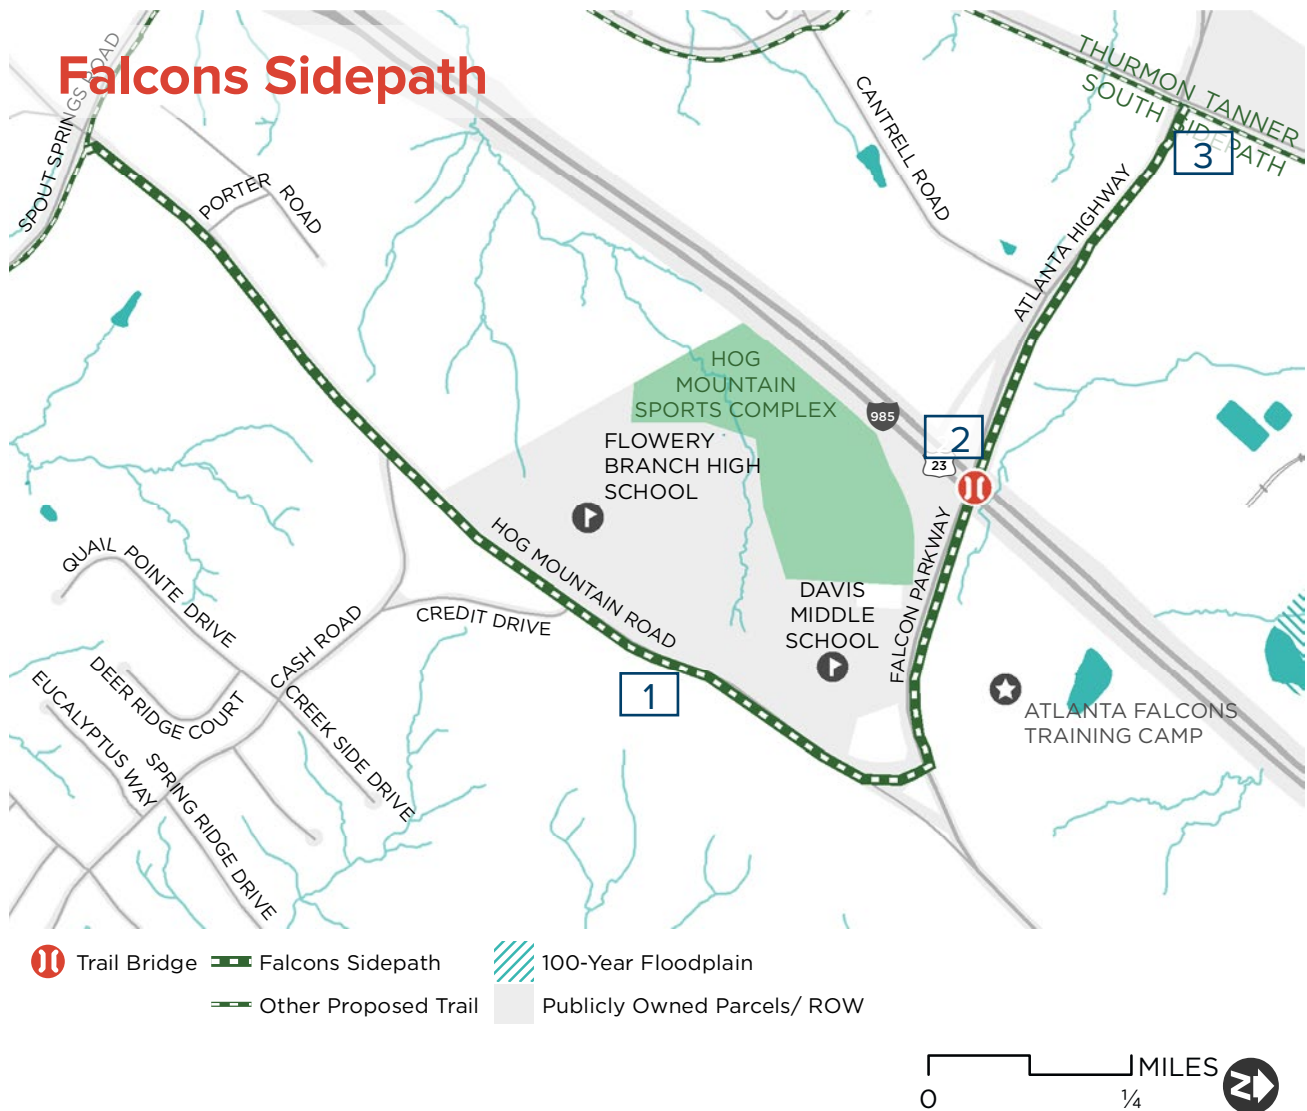 Falcons Sidepath
SPOUT SPRINGS ROAD
PORTER ROAD
CANTRELL ROAD
THURMON TANNER
SOUTH SIDEPATH
3
ATLANTA HIGHWAY
HOG
MOUNTAIN
SPORTS COMPLEX
985
2
23
FLOWERY
BRANCH HIGH
SCHOOL
HOG MOUNTAIN ROAD
FALCON PARKWAY
DAVIS
MIDDLE
SCHOOL
QUAIL POINTE DRIVE
CASH ROAD
CREDIT DRIVE
1
DEER RIDGE COURT
EUCALYPTUS WAY
CREEK SIDE DRIVE
SPRING RIDGE DRIVE
ATLANTA FALCONS
TRAINING CAMP
Trail Bridge
Falcons Sidepath
100-Year Floodplain
Other Proposed Trail
Publicly Owned Parcels/ ROW
MILES
0
¼
N